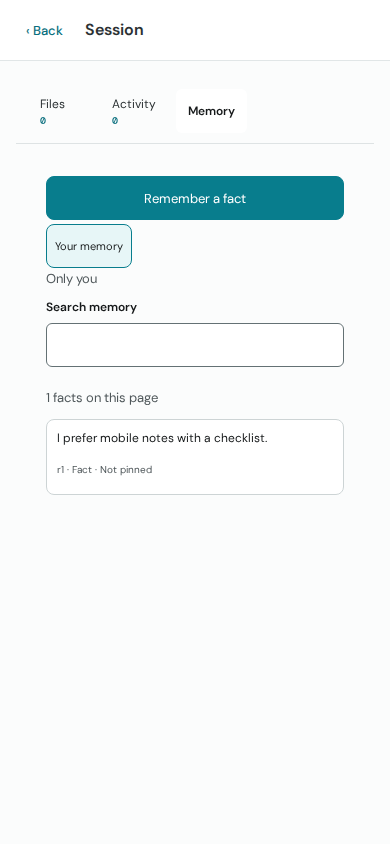 ‹ Back Session
Files Activity Memory
0 0
Remember a fact
Your memory
Only you
Search memory
1 facts on this page
I prefer mobile notes with a checklist.
r1 · Fact · Not pinned